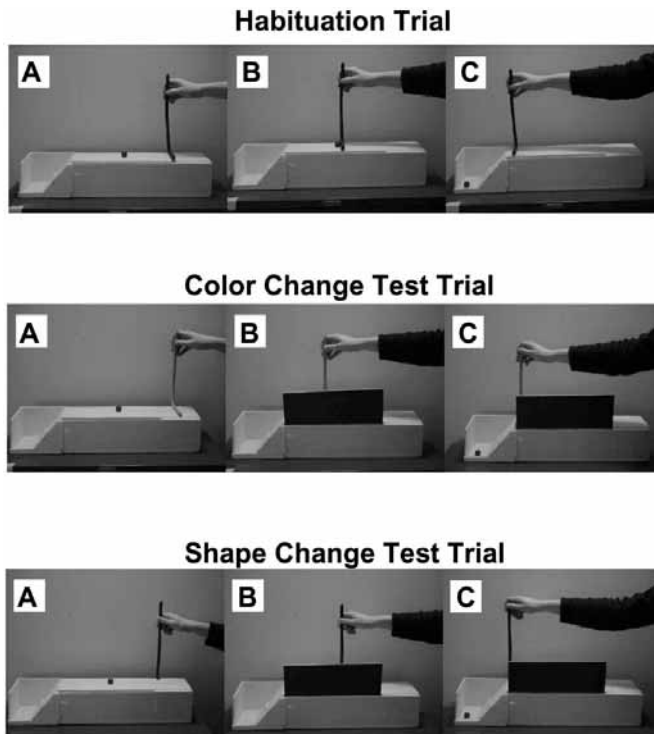 Habituation Trial
A B C
Color Change Test Trial
A B C
Shape Change Test Trial
A B C